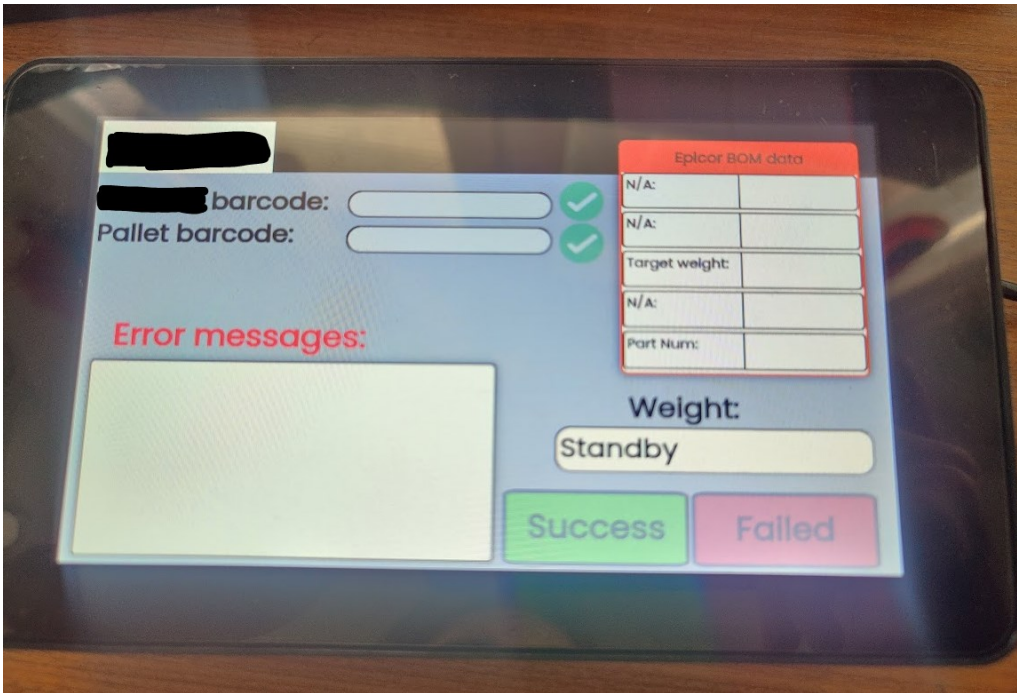 barcode:
Pallet barcode:
Error messages:
Epicor BOM data
N/A:
N/A:
Target weight:
N/A:
Part Num:
Weight:
Standby
Success
Failed